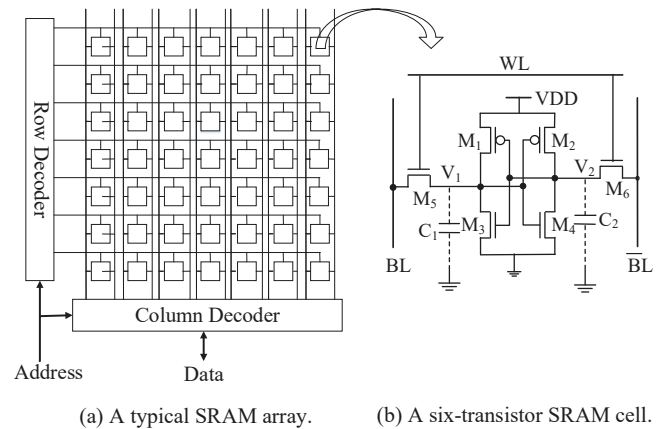 Row Decoder
Column Decoder
Address
Data
(a) A typical SRAM array.
WL
VDD
M1
M2
V1
V2
M5
M6
C1
M3
M4
C2
BL
B̅L̅
(b) A six-transistor SRAM cell.